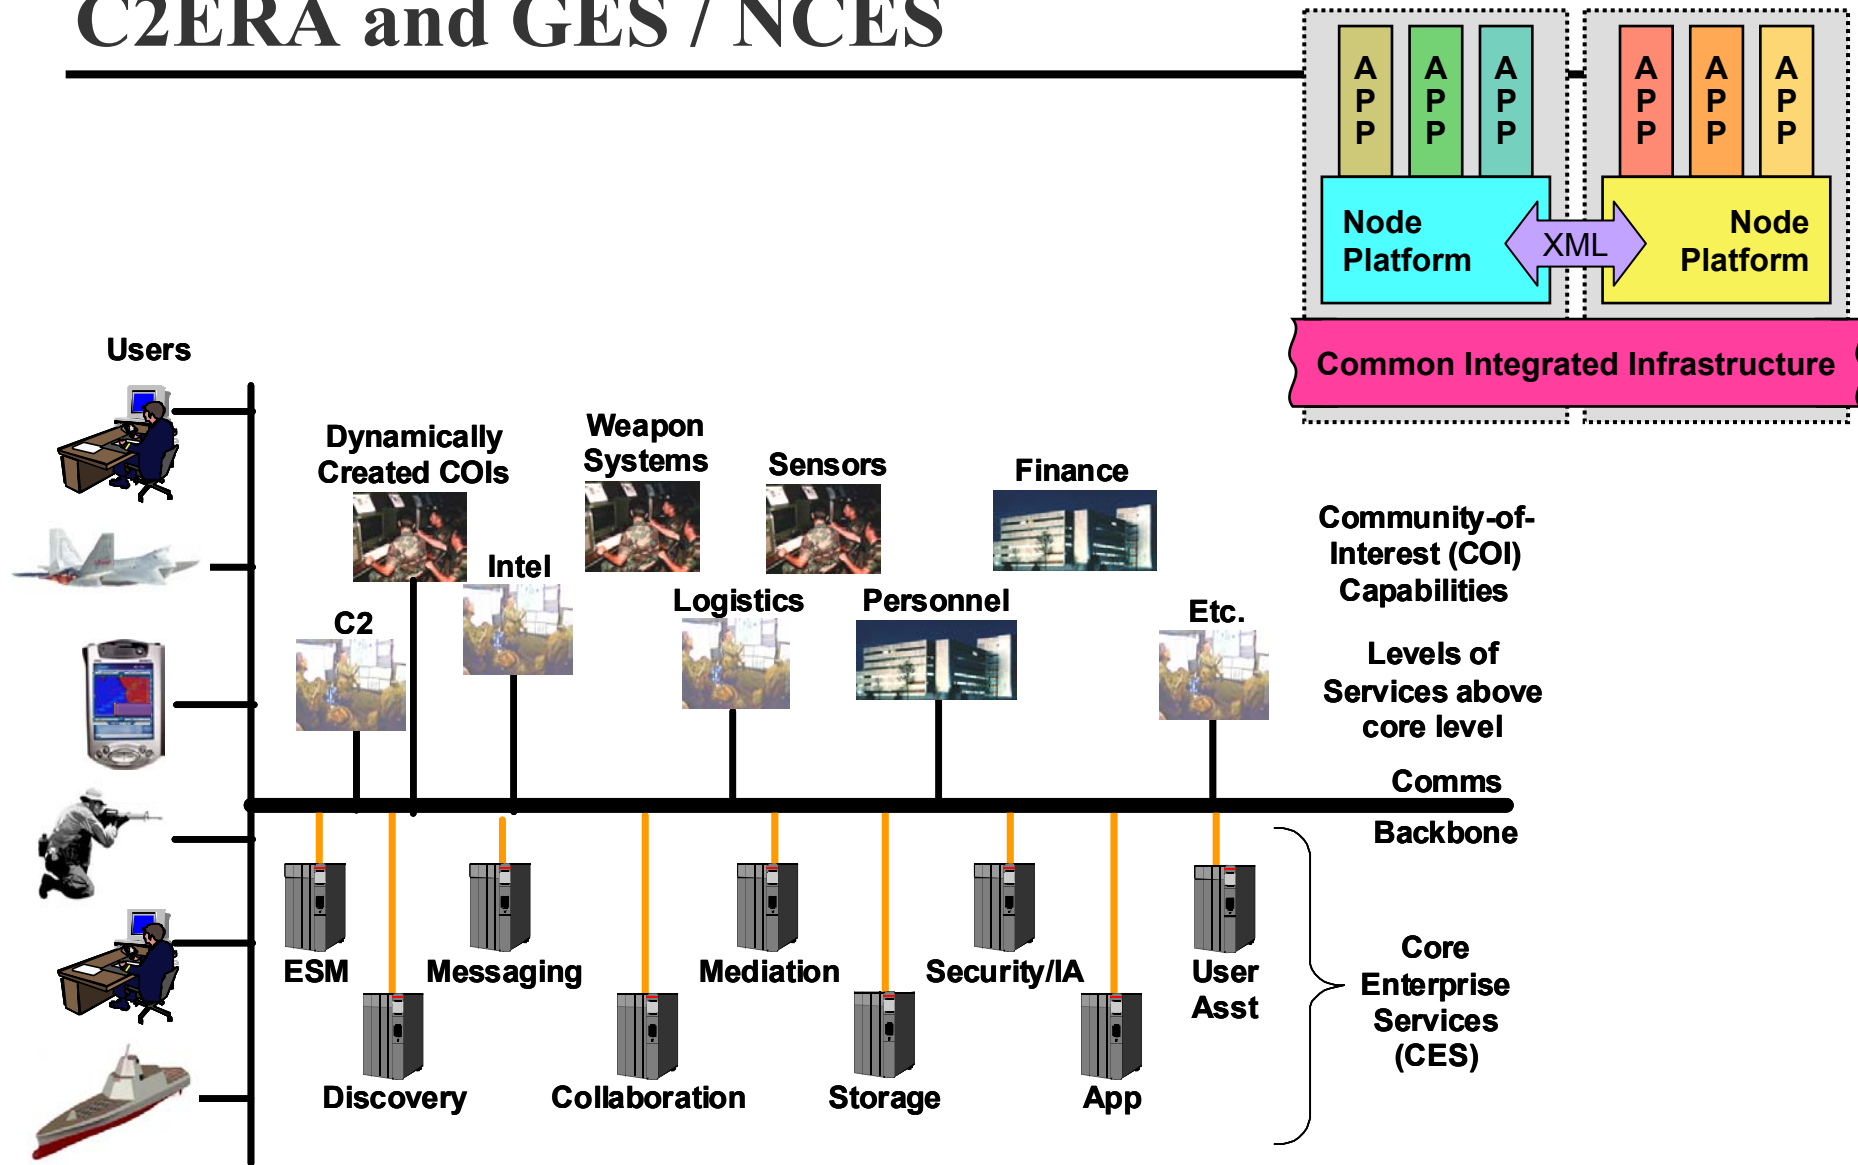 C2ERA and GES / NCES
A
P
P
A
P
P
A
P
P
A
P
P
A
P
P
A
P
P
Node
Platform
XML
Node
Platform
Common Integrated Infrastructure
Users
Dynamically
Created COIs
Weapon
Systems
Sensors
Finance
Intel
C2
Logistics
Personnel
Etc.
Community-of-
Interest (COI)
Capabilities
Levels of
Services above
core level
Comms
Backbone
ESM
Messaging
Mediation
Security/IA
User
Asst
Discovery
Collaboration
Storage
App
Core
Enterprise
Services
(CES)